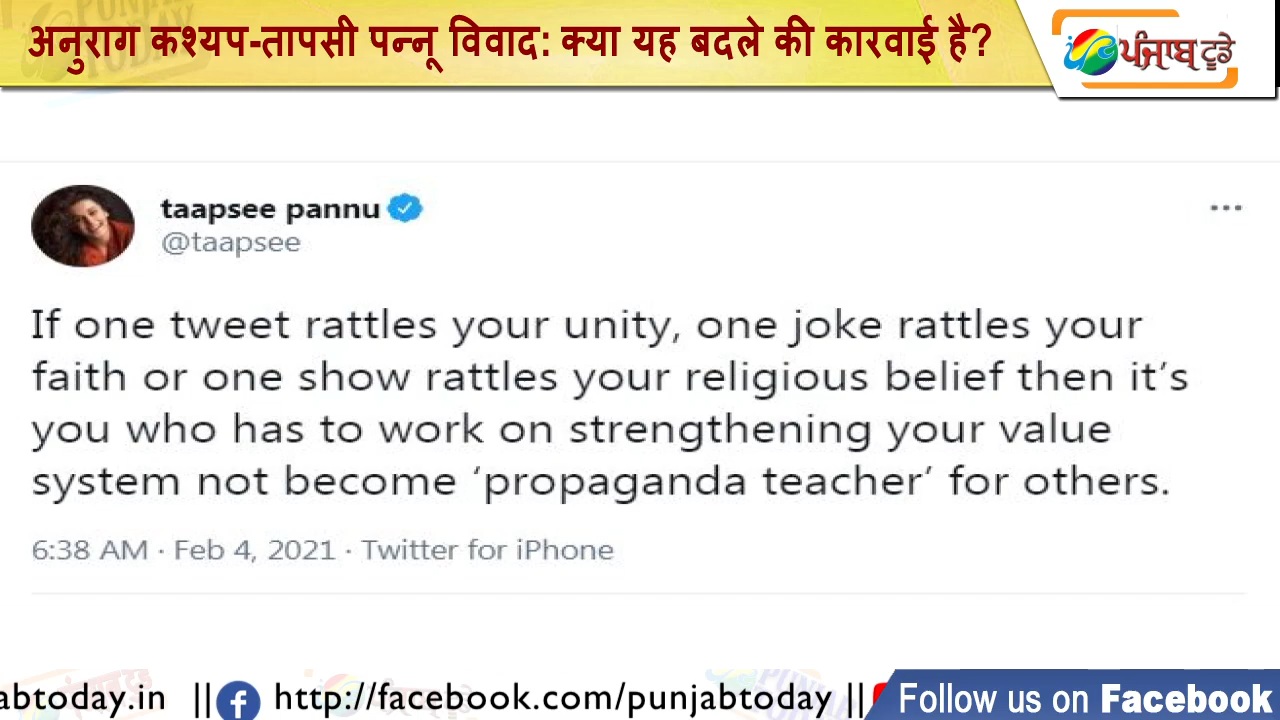 अनुराग कश्यप-तापसी पन्नू विवाद: क्या यह बदले की कारवाई है?
ਪੰਜਾਬ ਟੂਡੇ
taapsee pannu
@taapsee
If one tweet rattles your unity, one joke rattles your
faith or one show rattles your religious belief then it’s
you who has to work on strengthening your value
system not become ‘propaganda teacher’ for others.
6:38 AM · Feb 4, 2021 · Twitter for iPhone
abtoday.in || http://facebook.com/punjabtoday || Follow us on Facebook